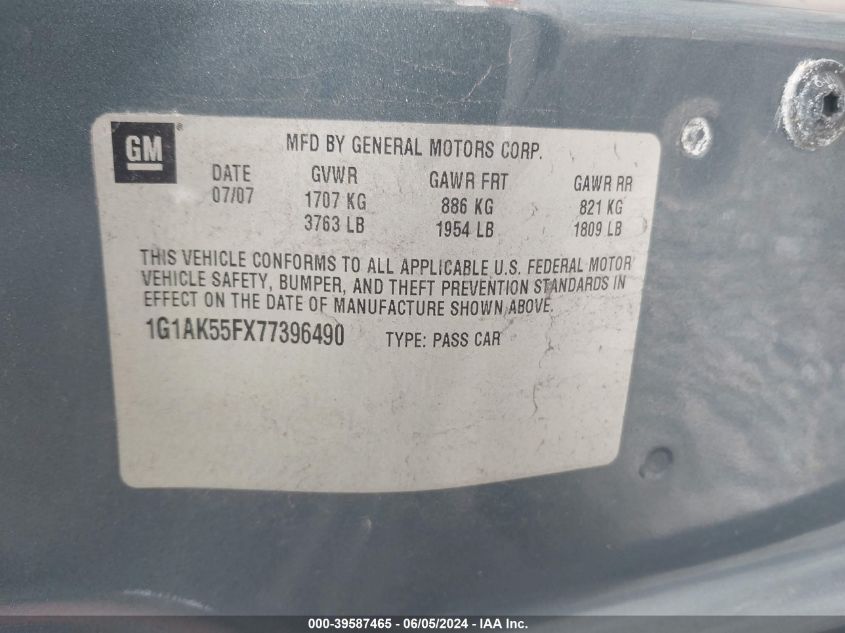 GM
MFD BY GENERAL MOTORS CORP.
DATE GVWR GAWR FRT GAWR RR
07/07 1707 KG 886 KG 821 KG
3763 LB 1954 LB 1809 LB
THIS VEHICLE CONFORMS TO ALL APPLICABLE U.S. FEDERAL MOTOR
VEHICLE SAFETY, BUMPER, AND THEFT PREVENTION STANDARDS IN
EFFECT ON THE DATE OF MANUFACTURE SHOWN ABOVE.
1G1AK55FX77396490 TYPE: PASS CAR
000-39587465 - 06/05/2024 - IAA Inc.